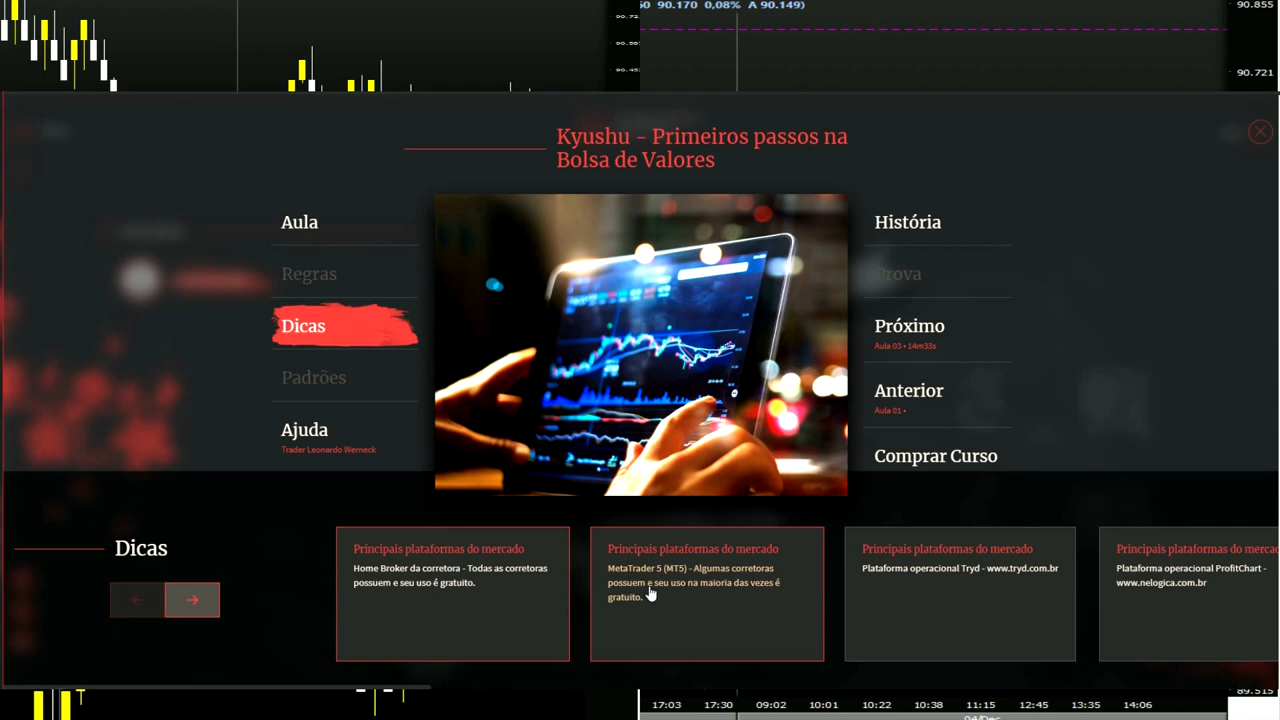 90.170 0,08% A 90.149)
90.855
90.721
Kyushu - Primeiros passos na
Bolsa de Valores
Aula
Regras
Dicas
Padrões
Ajuda
Trader Leonardo Werneck
História
Prova
Próximo
Aula 03 • 14m33s
Anterior
Aula 01 •
Comprar Curso
Dicas
Principais plataformas do mercado
Home Broker da corretora - Todas as corretoras
possuem e seu uso é gratuito.
Principais plataformas do mercado
MetaTrader 5 (MT5) - Algumas corretoras
possuem e seu uso na maioria das vezes é
gratuito.
Principais plataformas do mercado
Plataforma operacional Tryd - www.tryd.com.br
Principais plataformas do merca
Plataforma operacional ProfitChart -
www.nelogica.com.br
89.515
17:03 17:30 09:02 10:01 10:22 10:38 11:15 12:45 13:35 14:06